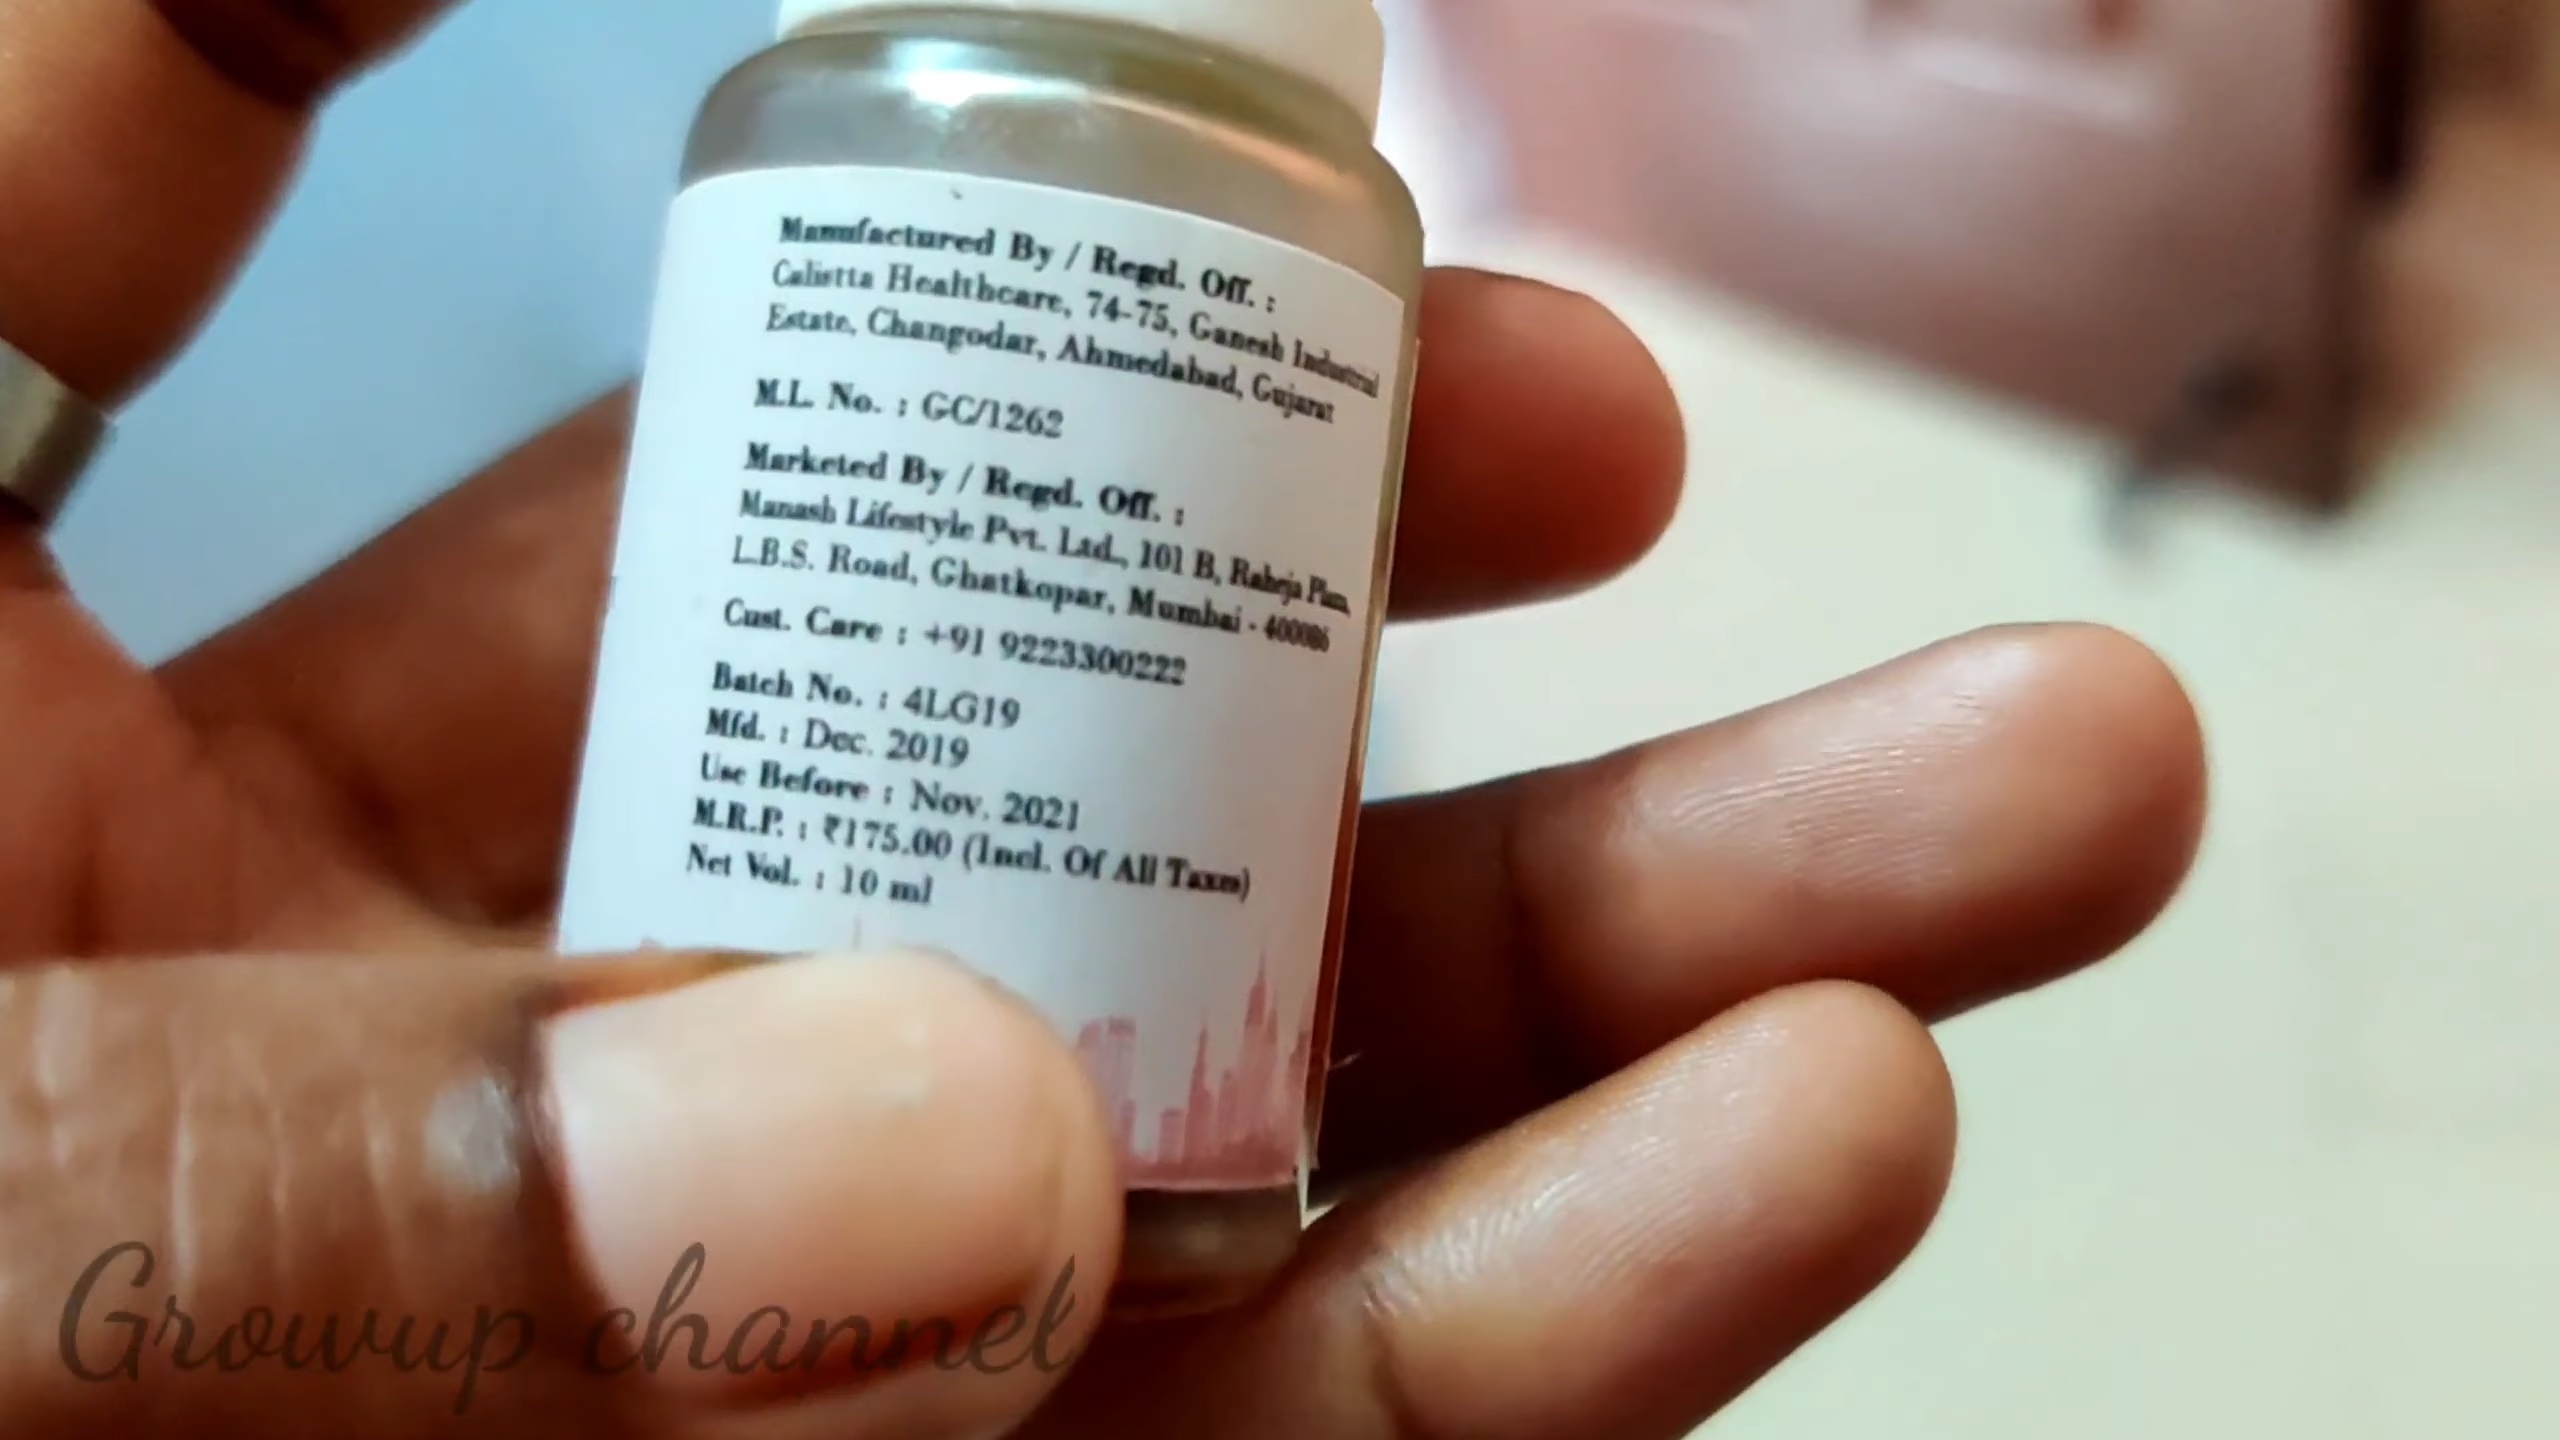 Manufactured By / Regd. Off. :
Calistta Healthcare, 74-75, Ganesh Industrial
Estate, Changodar, Ahmedabad, Gujarat
M.L. No. : GC/1262
Marketed By / Regd. Off. :
Manash Lifestyle Pvt. Ltd., 101 B, Raheja Plaza,
L.B.S. Road, Ghatkopar, Mumbai - 400086
Cust. Care : +91 9223300222
Batch No. : 4LG19
Mfd. : Dec. 2019
Use Before : Nov. 2021
M.R.P. : ₹175.00 (Incl. Of All Taxes)
Net Vol. : 10 ml
Growup channel